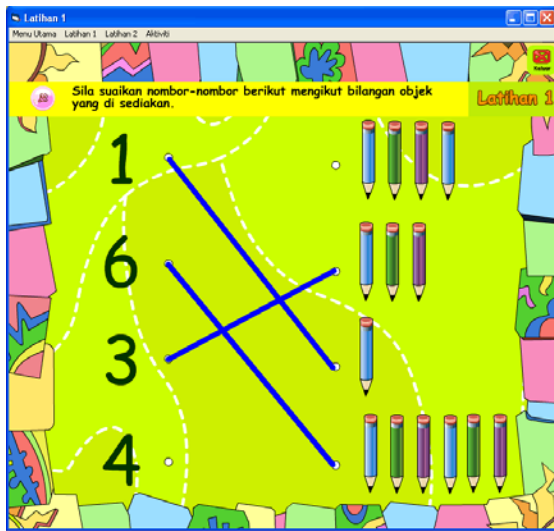 Latihan 1
Menu Utama Latihan 1 Latihan 2 Aktiviti
Keluar
Sila suaikan nombor-nombor berikut mengikut bilangan objek
yang di sediakan.
Latihan 1
1
6
3
4